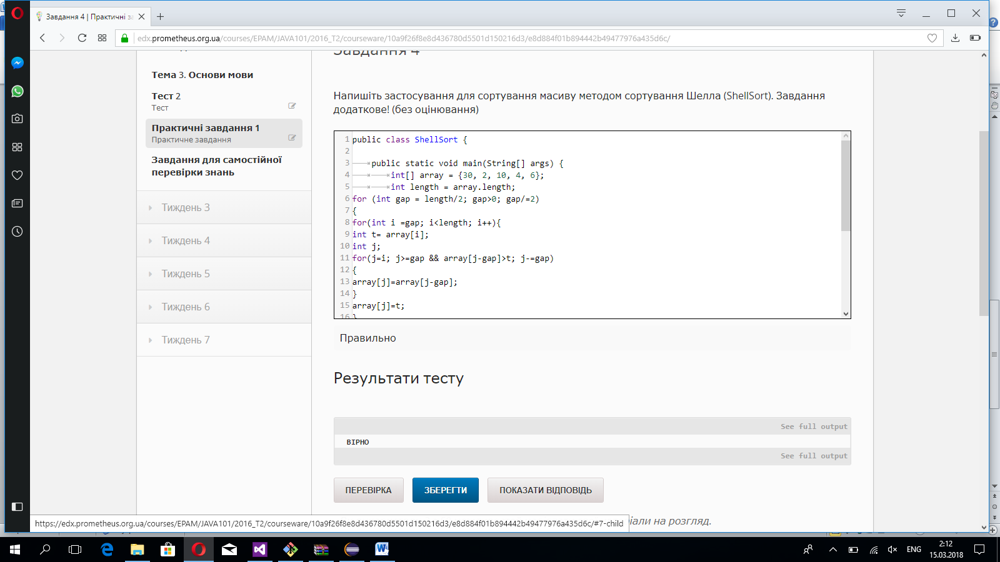 Завдання 4 | Практичні за
edx.prometheus.org.ua/courses/EPAM/JAVA101/2016_T2/courseware/10a9f26f8e8d436780d5501d150216d3/e8d884f01b894442b49477976a435d6c/
Тема 3. Основи мови
Тест 2
Тест
Практичні завдання 1
Практичне завдання
Завдання для самостійної
перевірки знань
Тиждень 3
Тиждень 4
Тиждень 5
Тиждень 6
Тиждень 7
Завдання 4
Напишіть застосування для сортування масиву методом сортування Шелла (ShellSort). Завдання
додаткове! (без оцінювання)
1 public class ShellSort {
2
3 public static void main(String[] args) {
4 int[] array = {30, 2, 10, 4, 6};
5 int length = array.length;
6 for (int gap = length/2; gap>0; gap/=2)
7 {
8 for(int i =gap; i<length; i++){
9 int t= array[i];
10 int j;
11 for(j=i; j>=gap && array[j-gap]>t; j-=gap)
12 {
13 array[j]=array[j-gap];
14 }
15 array[j]=t;
16 }
Правильно
Результати тесту
See full output
ВІРНО
See full output
ПЕРЕВІРКА
ЗБЕРЕГТИ
ПОКАЗАТИ ВІДПОВІДЬ
на розгляд.
https://edx.prometheus.org.ua/courses/EPAM/JAVA101/2016_T2/courseware/10a9f26f8e8d436780d5501d150216d3/e8d884f01b894442b49477976a435d6c/#7-child
ENG
2:12
15.03.2018